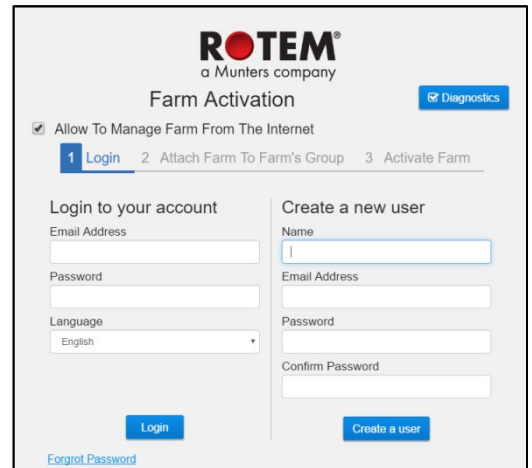 ROTEM®
a Munters company
Farm Activation
Diagnostics
Allow To Manage Farm From The Internet
1 Login 2 Attach Farm To Farm's Group 3 Activate Farm
Login to your account
Email Address
Password
Language
English
Login
Forgrot Password
Create a new user
Name
Email Address
Password
Confirm Password
Create a user